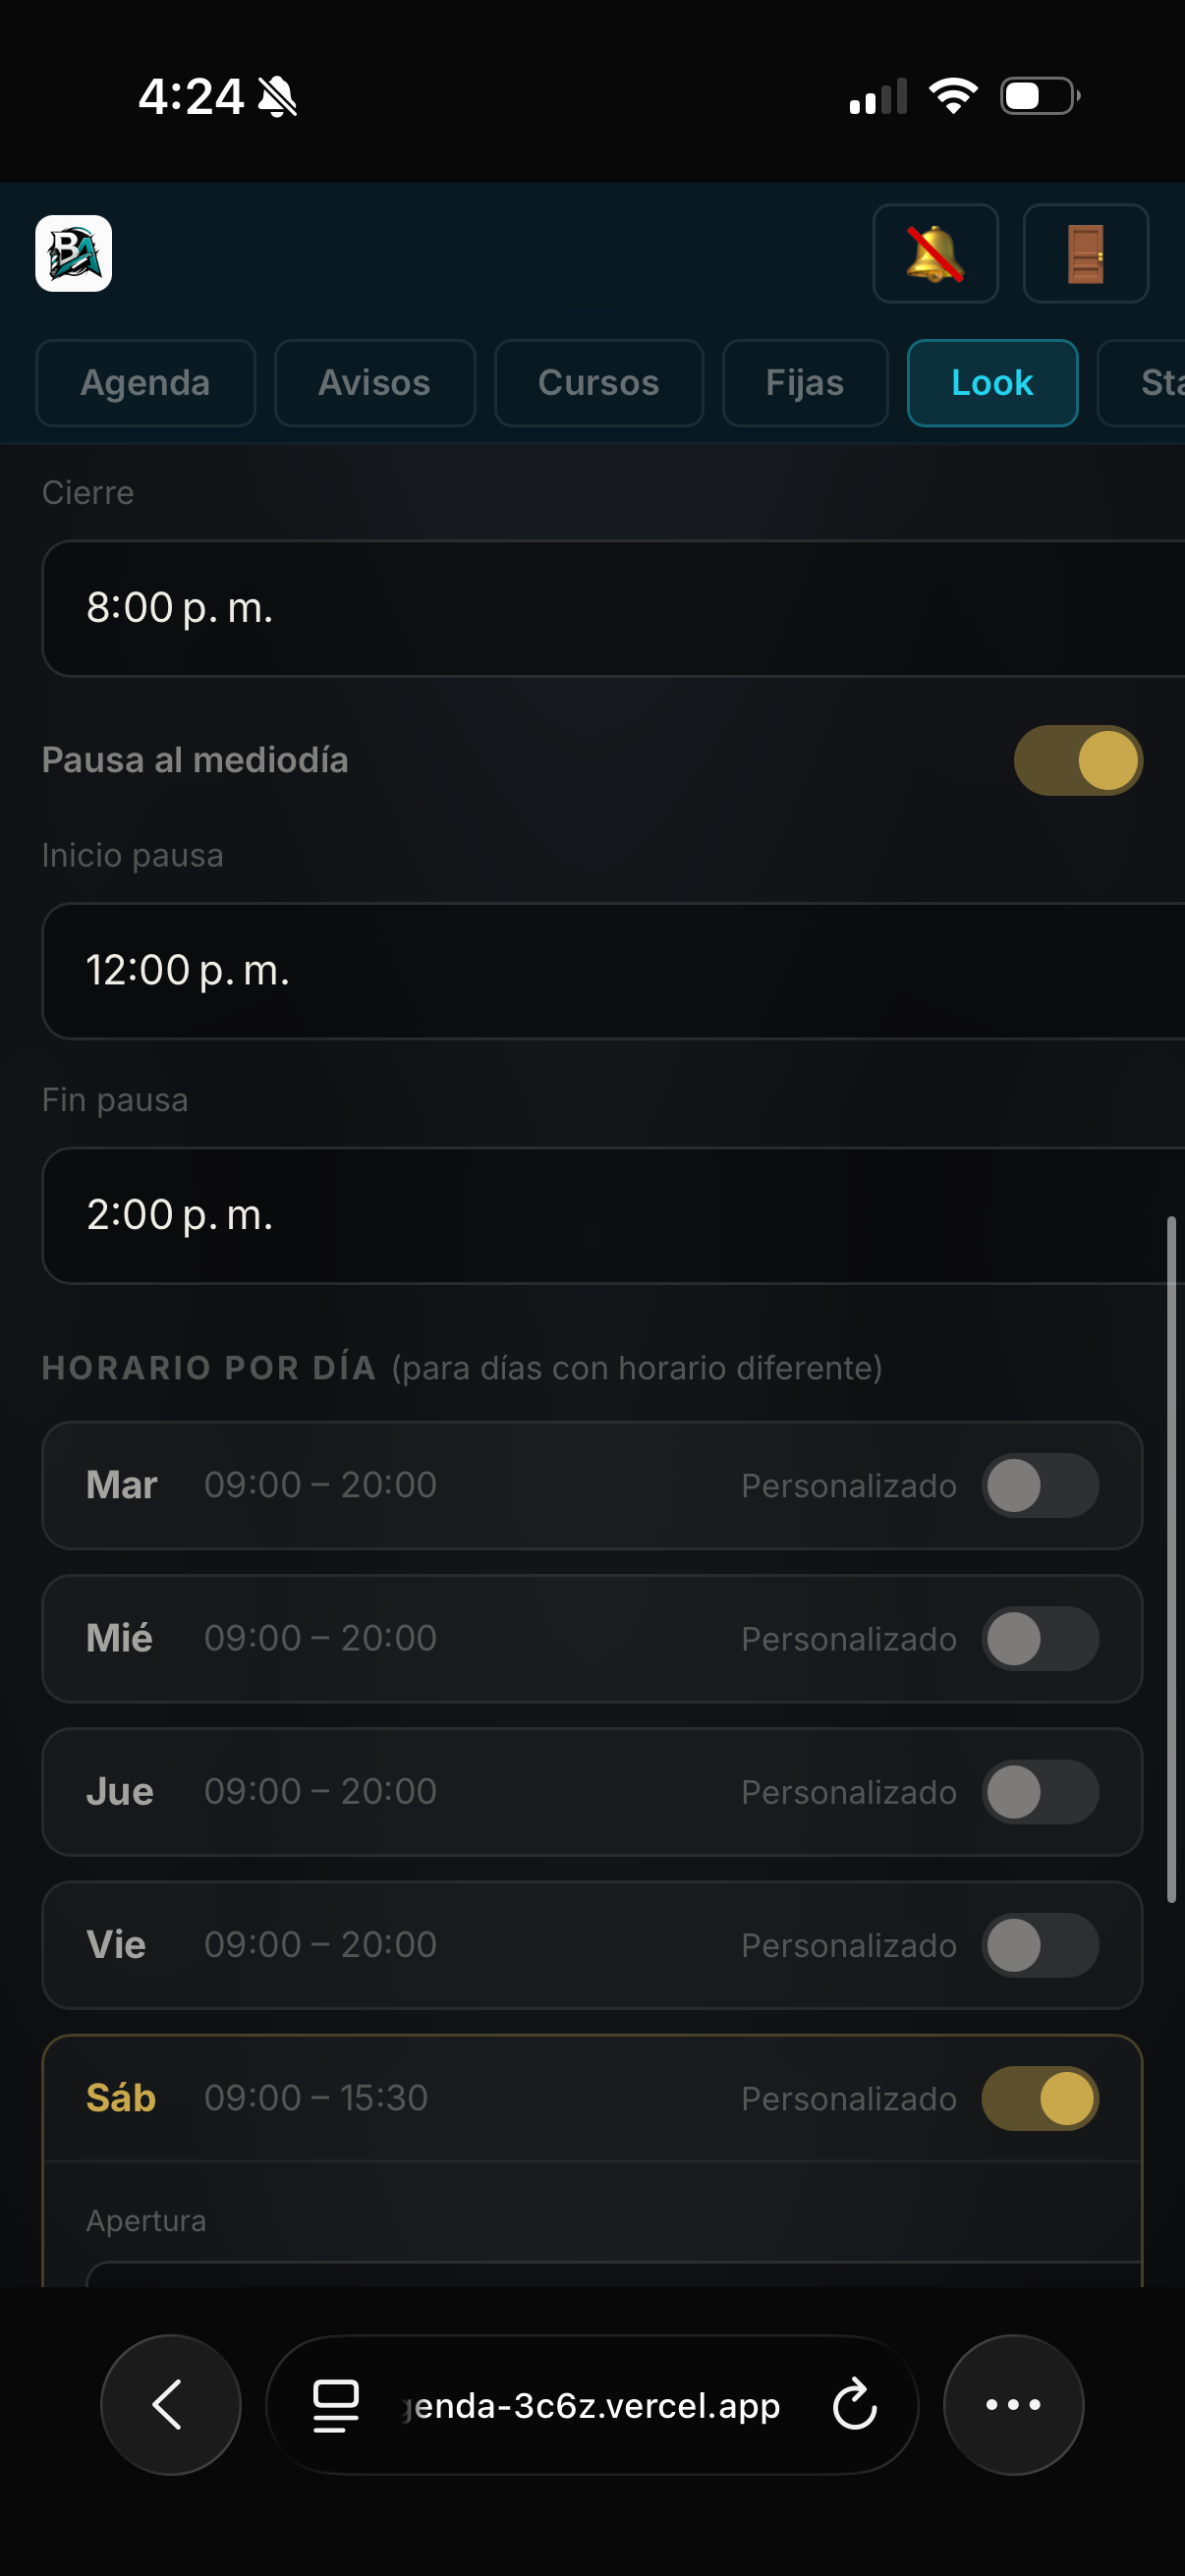 4:24
BA
Agenda
Avisos
Cursos
Fijas
Look
Cierre
8:00 p. m.
Pausa al mediodía
Inicio pausa
12:00 p. m.
Fin pausa
2:00 p. m.
HORARIO POR DÍA (para días con horario diferente)
Mar 09:00 – 20:00 Personalizado
Mié 09:00 – 20:00 Personalizado
Jue 09:00 – 20:00 Personalizado
Vie 09:00 – 20:00 Personalizado
Sáb 09:00 – 15:30 Personalizado
Apertura
enda-3c6z.vercel.app